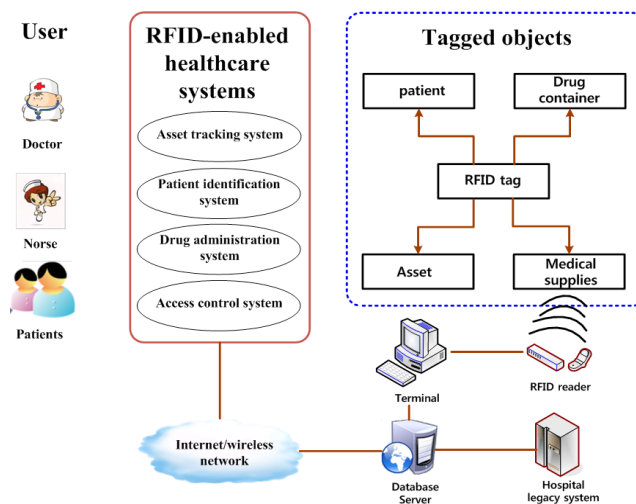 User
Doctor
Norse
Patients
RFID-enabled
healthcare
systems
Asset tracking system
Patient identification
system
Drug administration
system
Access control system
Tagged objects
patient
Drug
container
RFID tag
Asset
Medical
supplies
Terminal
RFID reader
Internet/wireless
network
Database
Server
Hospital
legacy system